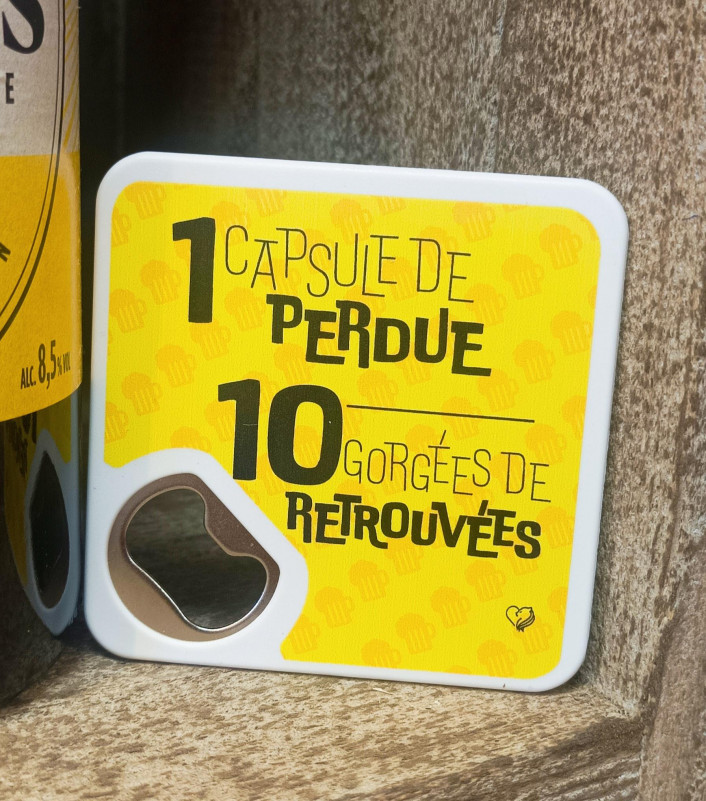 S
E
N
ALC. 8,5% VOL
1 CAPSULE DE
PERDUE
10 GORGÉES DE
RETROUVÉES